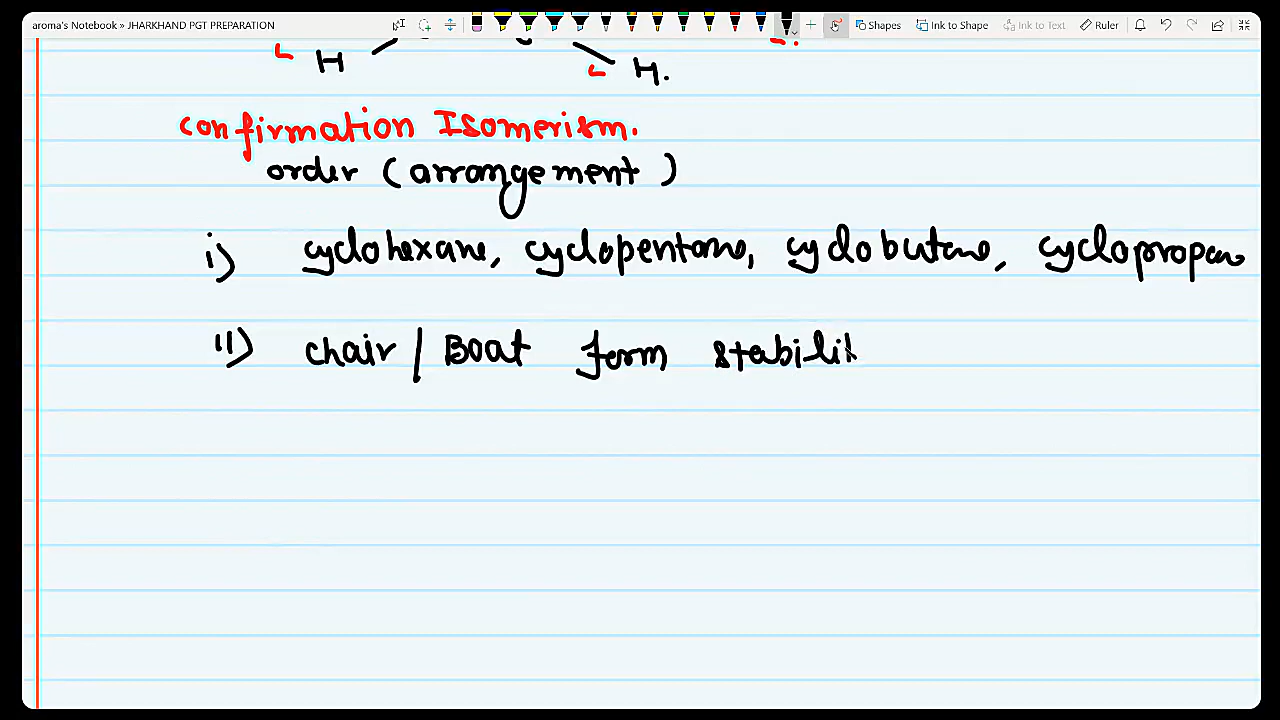 aroma's Notebook » JHARKHAND PGT PREPARATION
Shapes Ink to Shape Ink to Text Ruler
H H.
Confirmation Isomerism.
order (arrangement)
i) cyclohexane, cyclopentane, cyclobutane, cyclopropane
ii) chair/Boat form stabilit